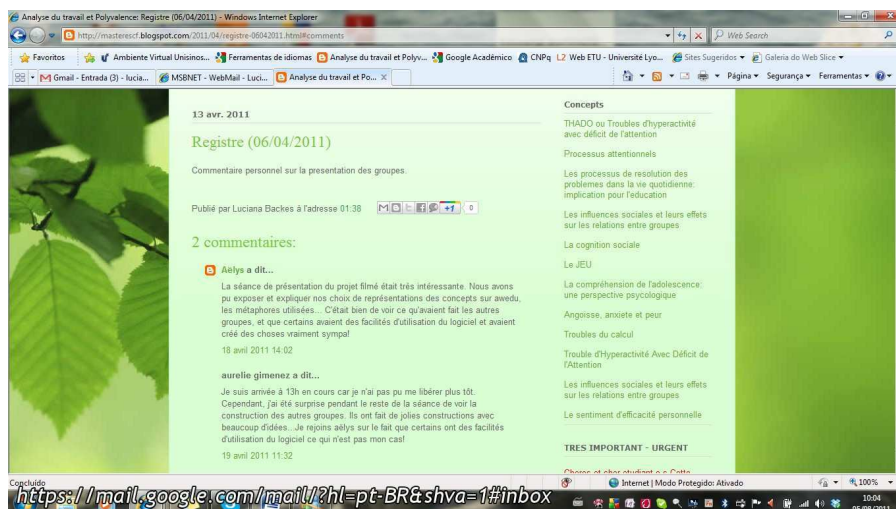 Analyse du travail et Polyvalence: Registre (06/04/2011) - Windows Internet Explorer
http://masterescf.blogspot.com/2011/04/registre-06042011.html#comments
Web Search
Favoritos
Ambiente Virtual Unisinos...
Ferramentas de idiomas
Analyse du travail et Polyv...
Google Académico
CNPq
L2 Web ETU - Université Lyo...
Sites Sugeridos
Galeria do Web Slice
Gmail - Entrada (3) - lucia...
MSBNET - WebMail - Luci...
Analyse du travail et Po...
Página
Segurança
Ferramentas
13 avr. 2011
Registre (06/04/2011)
Commentaire personnel sur la presentation des groupes.
Publié par Luciana Backes à l'adresse 01:38
+1
0
2 commentaires:
Aëlys a dit...
La séance de présentation du projet filmé était très intéressante. Nous avons
pu exposer et expliquer nos choix de représentations des concepts sur awedu,
les métaphores utilisées... C'était bien de voir ce qu'avaient fait les autres
groupes, et que certains avaient des facilités d'utilisation du logiciel et avaient
créé des choses vraiment sympa!
18 avril 2011 14:02
aurelie gimenez a dit...
Je suis arrivée à 13h en cours car je n'ai pas pu me libérer plus tôt.
Cependant, j'ai été surprise pendant le reste de la séance de voir la
construction des autres groupes. Ils ont fait de jolies constructions avec
beaucoup d'idées...Je rejoins aëlys sur le fait que certains ont des facilités
d'utilisation du logiciel ce qui n'est pas mon cas!
19 avril 2011 11:32
Concepts
THADO ou Troubles d'hyperactivité
avec déficit de l'attention
Processus attentionnels
Les processus de resolution des
problemes dans la vie quotidienne:
implication pour l'education
Les influences sociales et leurs effets
sur les relations entre groupes
La cognition sociale
Le JEU
La compréhension de l'adolescence:
une perspective psycologique
Angoisse, anxiete et peur
Troubles du calcul
Trouble d'Hyperactivité Avec Déficit de
l'Attention
Les influences sociales et leurs effets
sur les relations entre groupes
Le sentiment d'efficacité personnelle
TRES IMPORTANT - URGENT
Concluído
Internet | Modo Protegido: Ativado
100%
https://mail.google.com/mail/?hl=pt-BR&shva=1#inbox
PT
10:04
05/08/2011